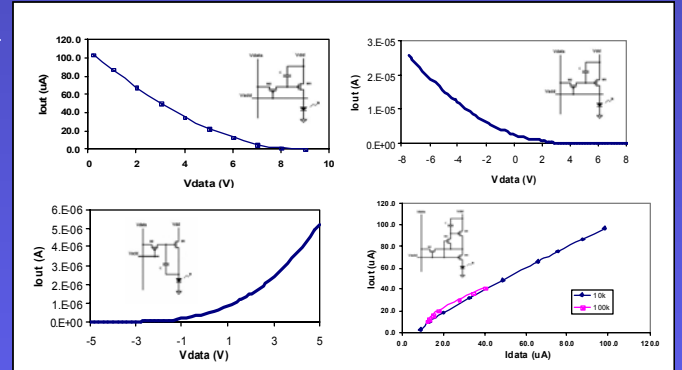 120.0
100.0
80.0
60.0
40.0
20.0
0.0
0 2 4 6 8 10
Iout (uA)
Vdata (V)
3.E-05
2.E-05
1.E-05
0.E+00
-8 -6 -4 -2 0 2 4 6 8
Iout (A)
Vdata (V)
6.E-06
5.E-06
4.E-06
3.E-06
2.E-06
1.E-06
0.E+00
-5 -3 -1 1 3 5
Iout (A)
Vdata (V)
120.0
100.0
80.0
60.0
40.0
20.0
0.0
0.0 20.0 40.0 60.0 80.0 100.0 120.0
Iout (uA)
Idata (uA)
10k
100k